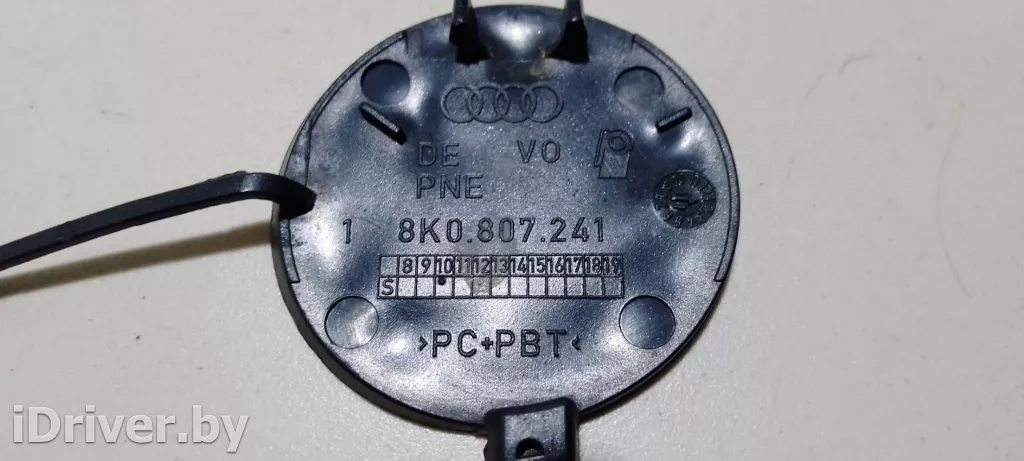 DE VO
PNE
1 8K0.807.241
8 9 10 11 12 13 14 15 16 17 18 19
S
>PC+PBT<
iDriver.by